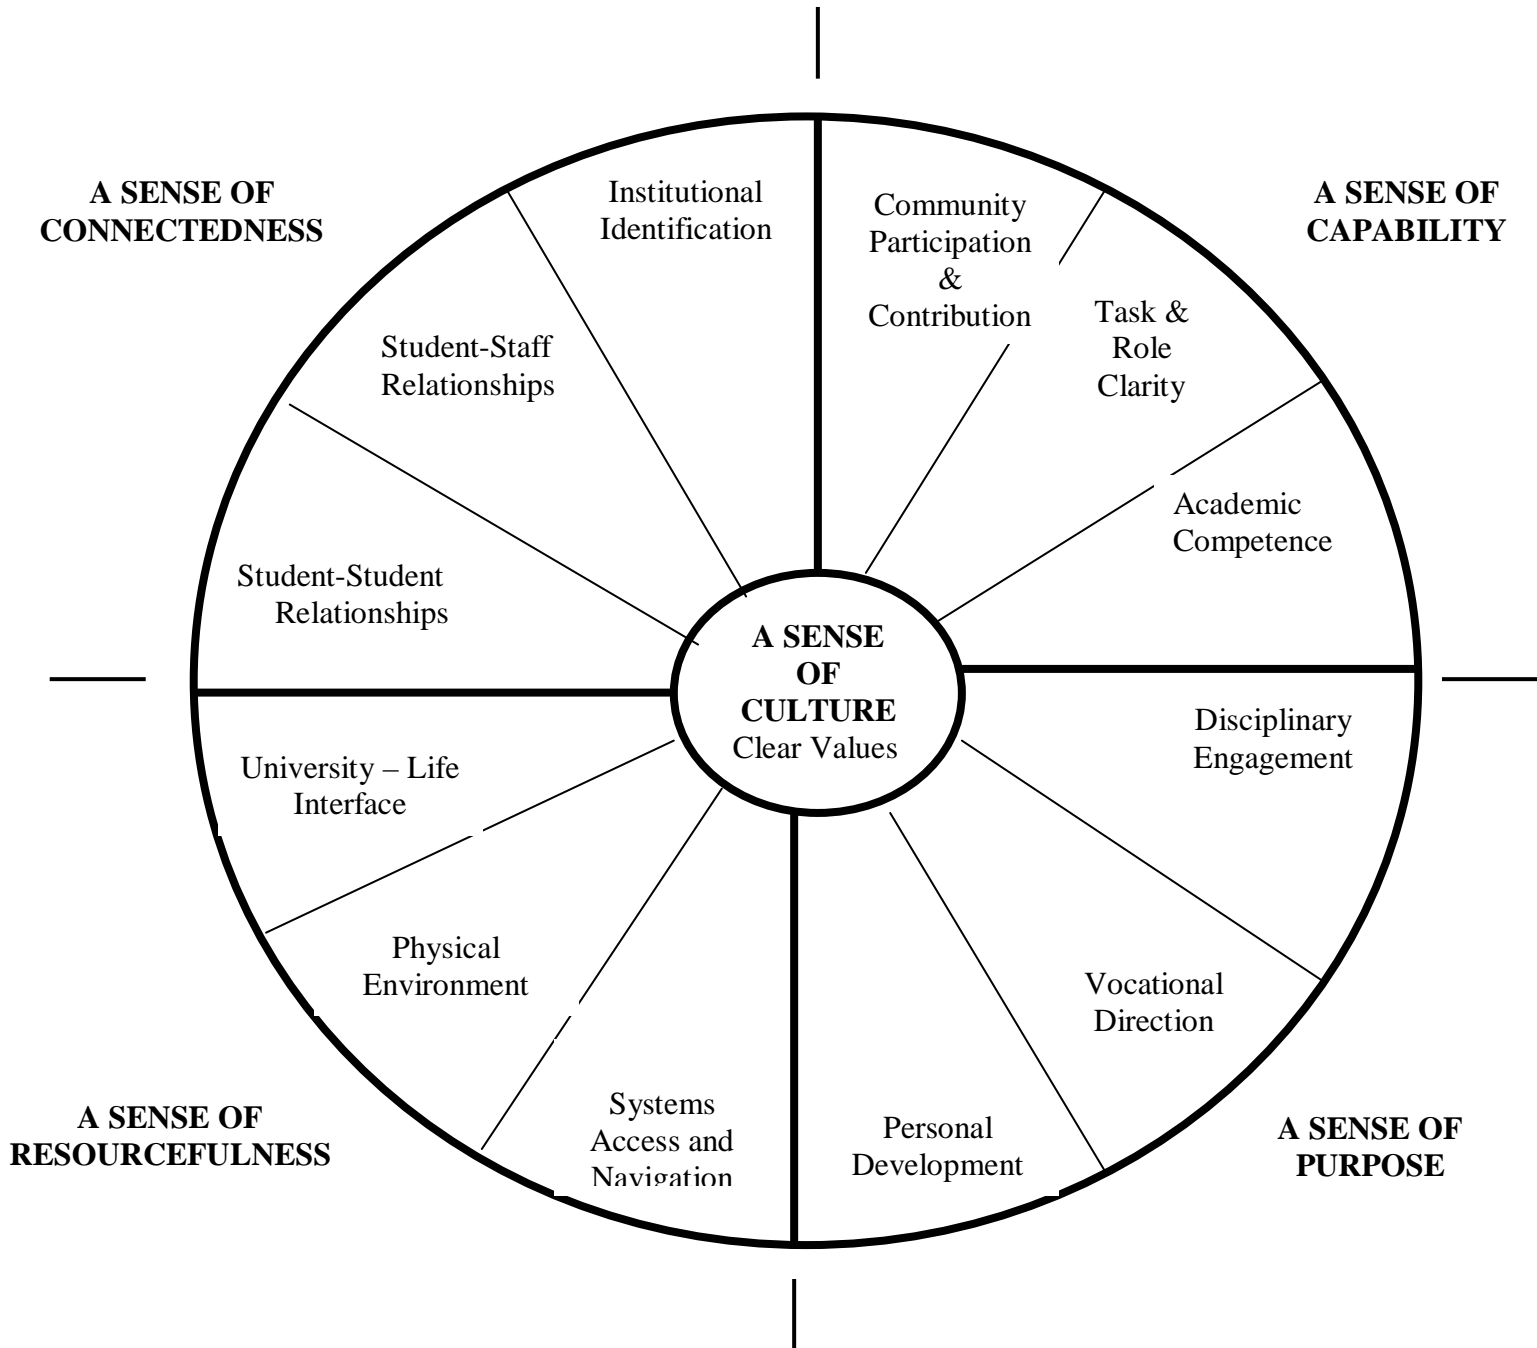 A SENSE OF
CONNECTEDNESS
Institutional
Identification
Student-Staff
Relationships
Student-Student
Relationships
A SENSE OF
CAPABILITY
Community
Participation
&
Contribution
Task &
Role
Clarity
Academic
Competence
A SENSE
OF
CULTURE
Clear Values
University – Life
Interface
Physical
Environment
Systems
Access and
Navigation
A SENSE OF
RESOURCEFULNESS
Disciplinary
Engagement
Vocational
Direction
Personal
Development
A SENSE OF
PURPOSE